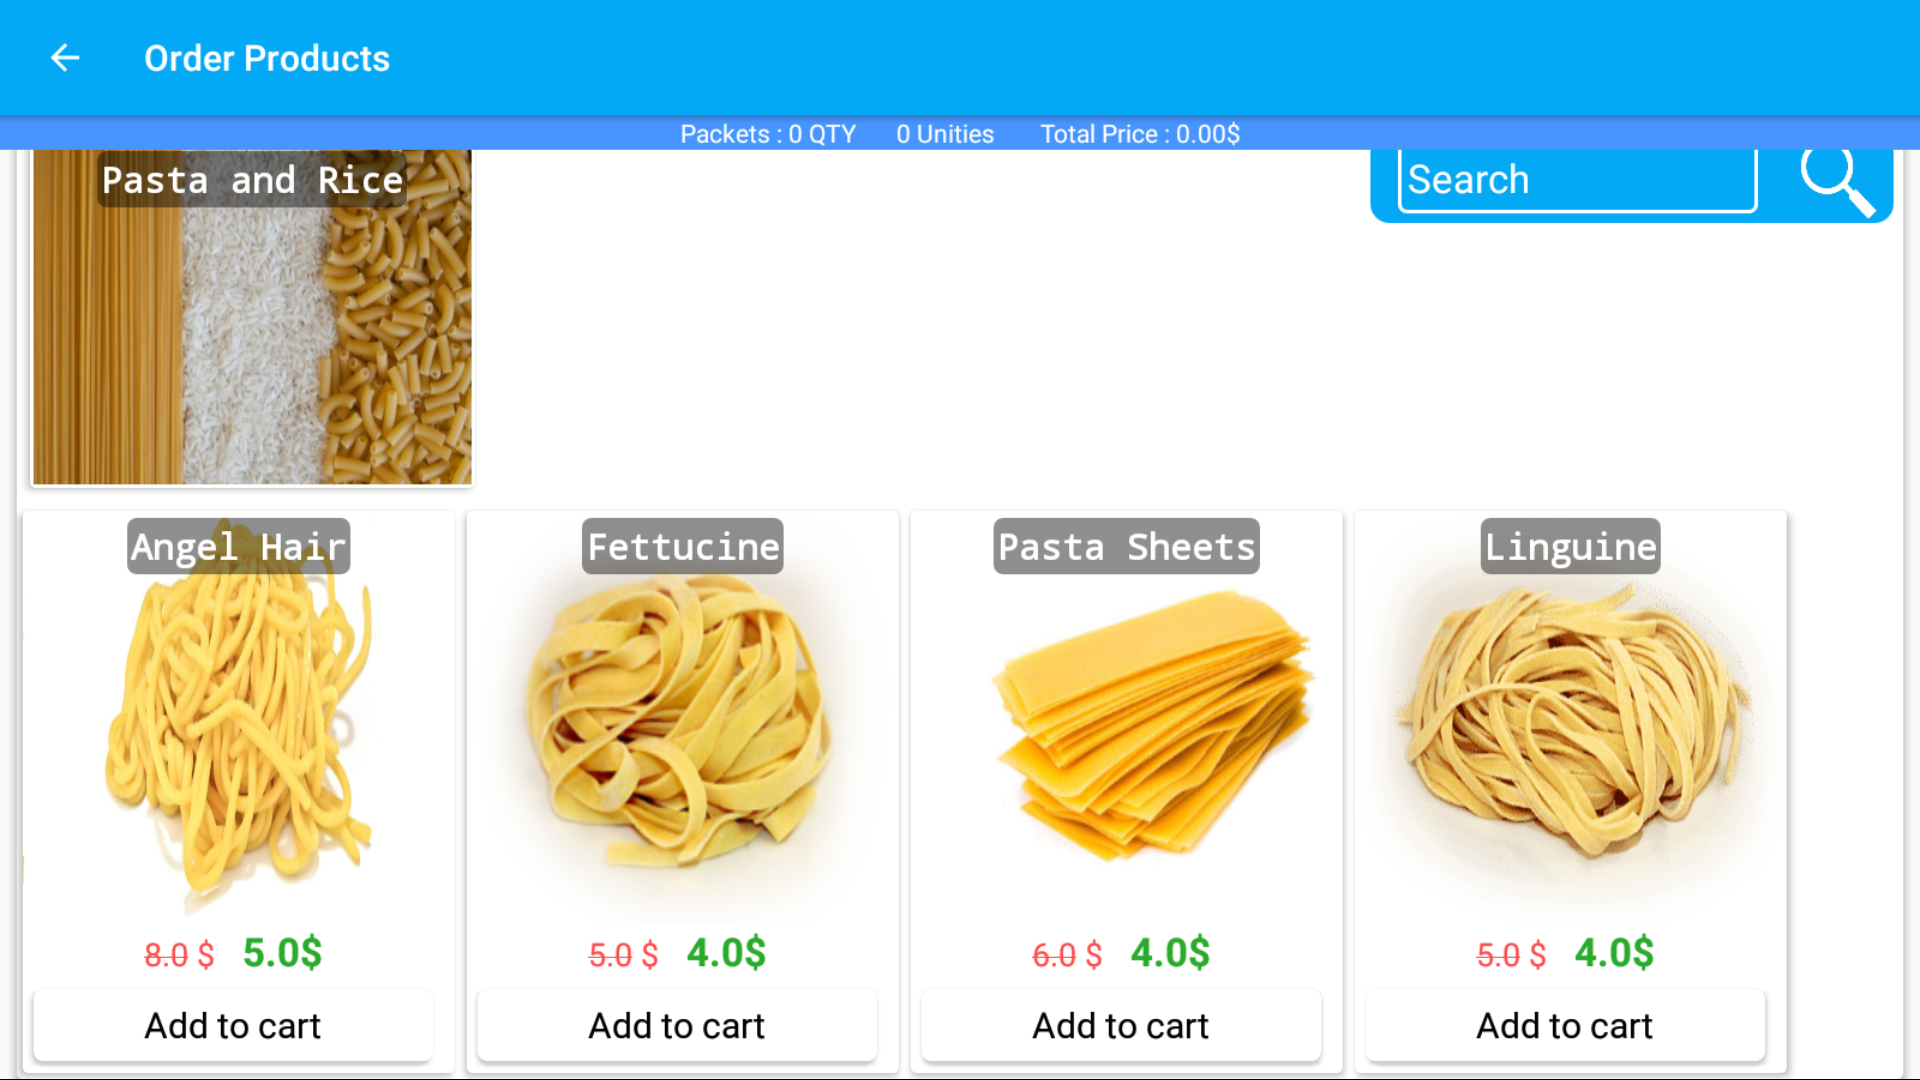 Order Products
Packets : 0 QTY 0 Unities Total Price : 0.00$
Pasta and Rice
Search
Angel Hair
8.0 $ 5.0$
Add to cart
Fettucine
5.0 $ 4.0$
Add to cart
Pasta Sheets
6.0 $ 4.0$
Add to cart
Linguine
5.0 $ 4.0$
Add to cart